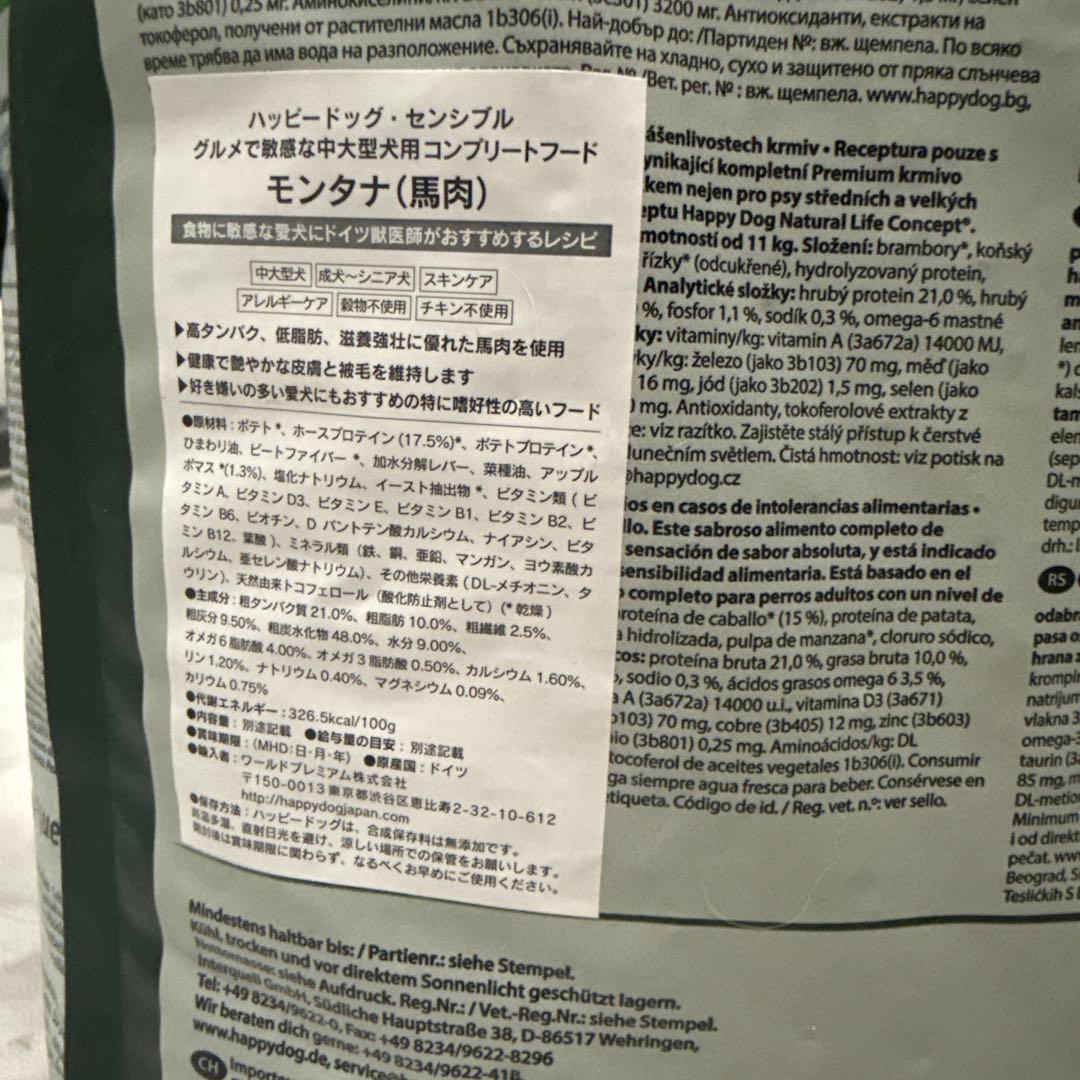 (като 3b801) 0,25 мг. 3200 мг. Антиоксиданти, екстракти на
токоферол, получени от растителни масла 1b306(i). Най-добър до: /Партиден №: вж. щемпела. По всяко
време трябва да има вода на разположение. Съхранявайте на хладно, сухо и защитено от пряка слънчева
/Вет. рег. № : вж. щемпела. www.happydog.bg,
ハッピードッグ・センシブル
グルメで敏感な中大型犬用コンプリートフード
モンタナ(馬肉)
食物に敏感な愛犬にドイツ獣医師がおすすめするレシピ
中大型犬 成犬〜シニア犬 スキンケア
アレルギーケア 穀物不使用 チキン不使用
▶高タンパク、低脂肪、滋養強壮に優れた馬肉を使用
▶健康で艶やかな皮膚と被毛を維持します
▶好き嫌いの多い愛犬にもおすすめの特に嗜好性の高いフード
●原材料:ポテト*、ホースプロテイン(17.5%)*、ポテトプロテイン*、
ひまわり油、ビートファイバー *、加水分解レバー、菜種油、アップル
ポマス *(1.3%)、塩化ナトリウム、イースト抽出物 *、ビタミン類 ( ビ
タミン A、ビタミン D3、ビタミン E、ビタミン B1、ビタミン B2、ビ
タミン B6、ビオチン、D パントテン酸カルシウム、ナイアシン、ビタ
ミン B12、葉酸 )、ミネラル類 (鉄、銅、亜鉛、マンガン、ヨウ素酸カ
ルシウム、亜セレン酸ナトリウム)、その他栄養素 (DL-メチオニン、タ
ウリン)、天然由来トコフェロール (酸化防止剤として) (* 乾燥)
●主成分:粗タンパク質 21.0%、粗脂肪 10.0%、粗繊維 2.5%、
粗灰分 9.50%、粗炭水化物 48.0%、水分 9.00%、
オメガ 6 脂肪酸 4.00%、オメガ 3 脂肪酸 0.50%、カルシウム 1.60%、
リン 1.20%、ナトリウム 0.40%、マグネシウム 0.09%、
カリウム 0.75%
●代謝エネルギー:326.5kcal/100g
●内容量:別途記載 ●給与量の目安:別途記載
●賞味期限:(MHD:日・月・年) ●原産国:ドイツ
●輸入者:ワールドプレミアム株式会社
〒150-0013 東京都渋谷区恵比寿2-32-10-612
http://happydogjapan.com
●保存方法:ハッピードッグは、合成保存料は無添加です。
高温多湿、直射日光を避け、涼しい場所での保管をお願いします。
開封後は賞味期限に関わらず、なるべくお早めにご使用ください。
ášenlivostech krmiv • Receptura pouze s
ynikající kompletní Premium krmivo
kem nejen pro psy středních a velkých
eptu Happy Dog Natural Life Concept®.
motností od 11 kg. Složení: brambory*, koňský
řízky* (odcukřené), hydrolyzovaný protein,
Analytické složky: hrubý protein 21,0 %, hrubý
%, fosfor 1,1 %, sodík 0,3 %, omega-6 mastné
ky: vitaminy/kg: vitamin A (3a672a) 14000 MJ,
ky/kg: železo (jako 3b103) 70 mg, měď (jako
16 mg, jód (jako 3b202) 1,5 mg, selen (jako
mg. Antioxidanty, tokoferolové extrakty z
e: viz razítko. Zajistěte stálý přístup k čerstvé
lunečním světlem. Čistá hmotnost: viz potisk na
@happydog.cz
ios en casos de intolerancias alimentarias •
llo. Este sabroso alimento completo de
sensación de sabor absoluta, y está indicado
sensibilidad alimentaria. Está basado en el
completo para perros adultos con un nivel de
proteína de caballo* (15 %), proteína de patata,
a hidrolizada, pulpa de manzana*, cloruro sódico,
cos: proteína bruta 21,0 %, grasa bruta 10,0 %,
, sodio 0,3 %, ácidos grasos omega 6 3,5 %,
A (3a672a) 14000 u.i., vitamina D3 (3a671)
103) 70 mg, cobre (3b405) 12 mg, zinc (3b603)
io (3b801) 0,25 mg. Aminoácidos/kg: DL
tocoferol de aceites vegetales 1b306(i). Consumir
ga siempre agua fresca para beber. Consérvese en
etiqueta. Código de id. / Reg. vet. n.º: ver sello.
DL-m
digu
temp
drh.: l
RS
odabra
pasa o
hrana z
krompir
natrijum
vlakna 3
omega-
taurin (3
85 mg, m
DL-metio
Minimum
i od direkt
pečat. www
Beograd, S
Tesličkih S
Mindestens haltbar bis: / Partienr.: siehe Stempel.
Kühl, trocken und vor direktem Sonnenlicht geschützt lagern.
Nettomasse: siehe Aufdruck. Reg.Nr.: / Vet.-Reg.Nr.: siehe Stempel.
Interquell GmbH, Südliche Hauptstraße 38, D-86517 Wehringen,
Tel: +49 8234/9622-0, Fax: +49 8234/9622-8296
Wir beraten dich gerne: +49 8234/9622-418
www.happydog.de, service@
CH Importe